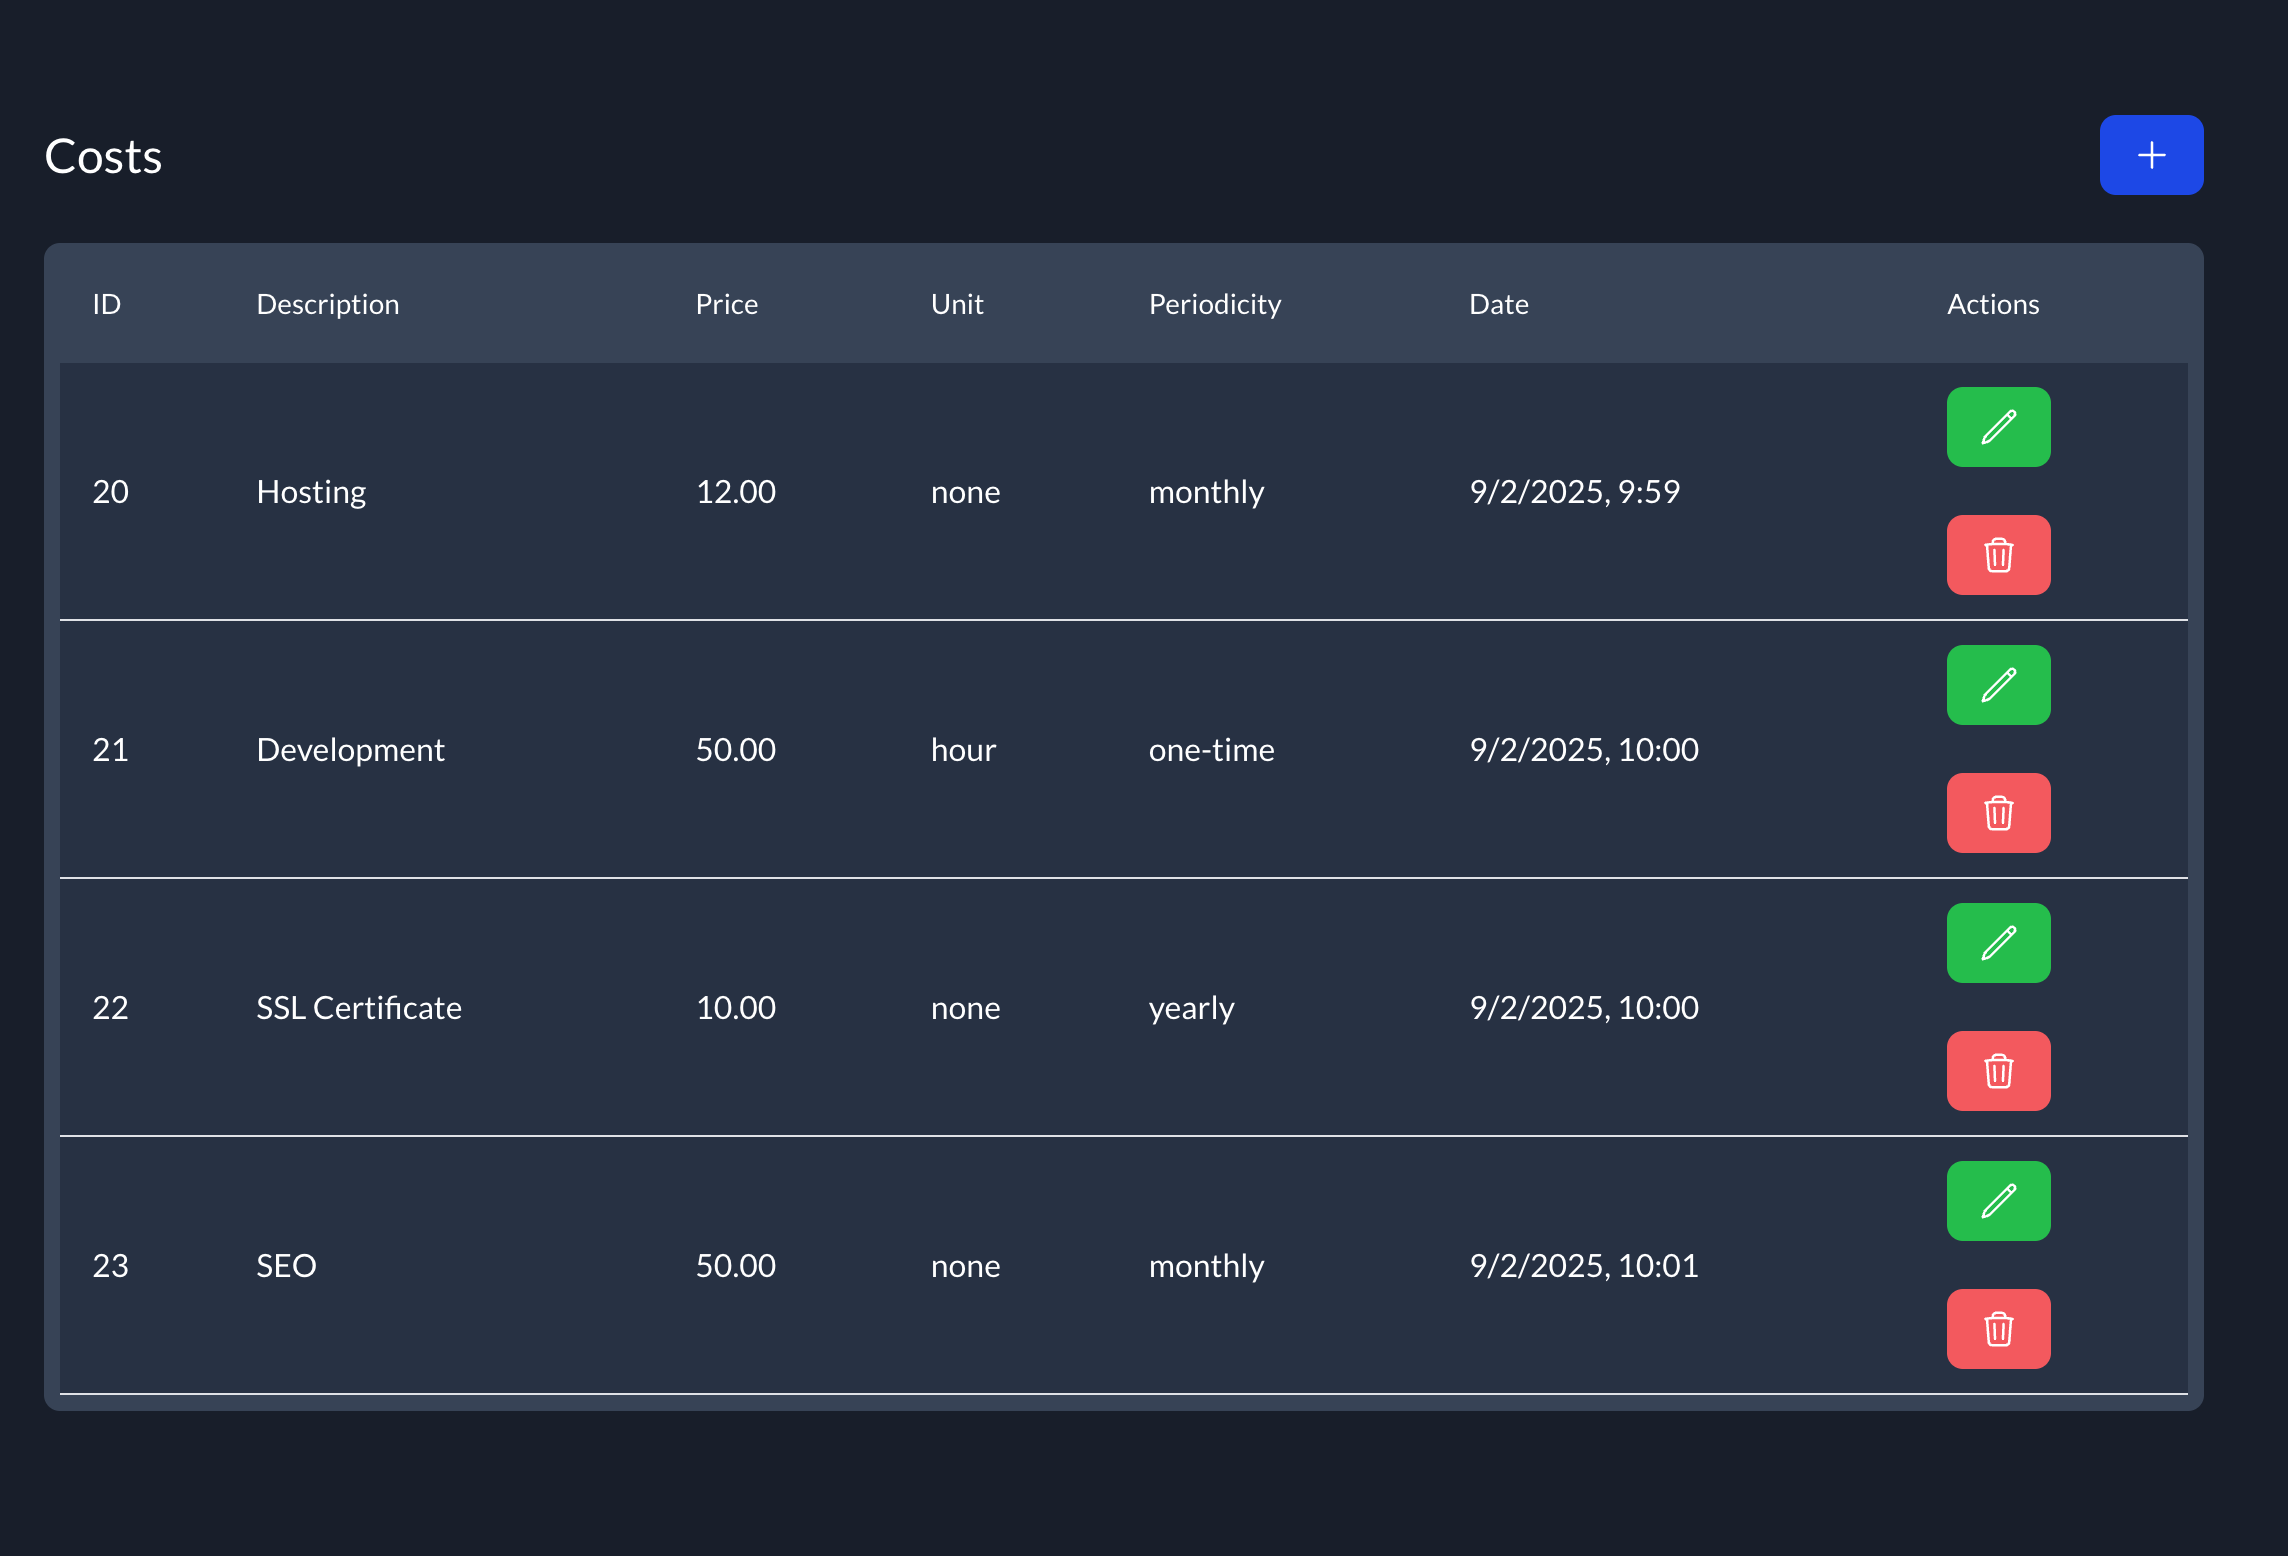 Costs
ID Description Price Unit Periodicity Date Actions
20 Hosting 12.00 none monthly 9/2/2025, 9:59
21 Development 50.00 hour one-time 9/2/2025, 10:00
22 SSL Certificate 10.00 none yearly 9/2/2025, 10:00
23 SEO 50.00 none monthly 9/2/2025, 10:01